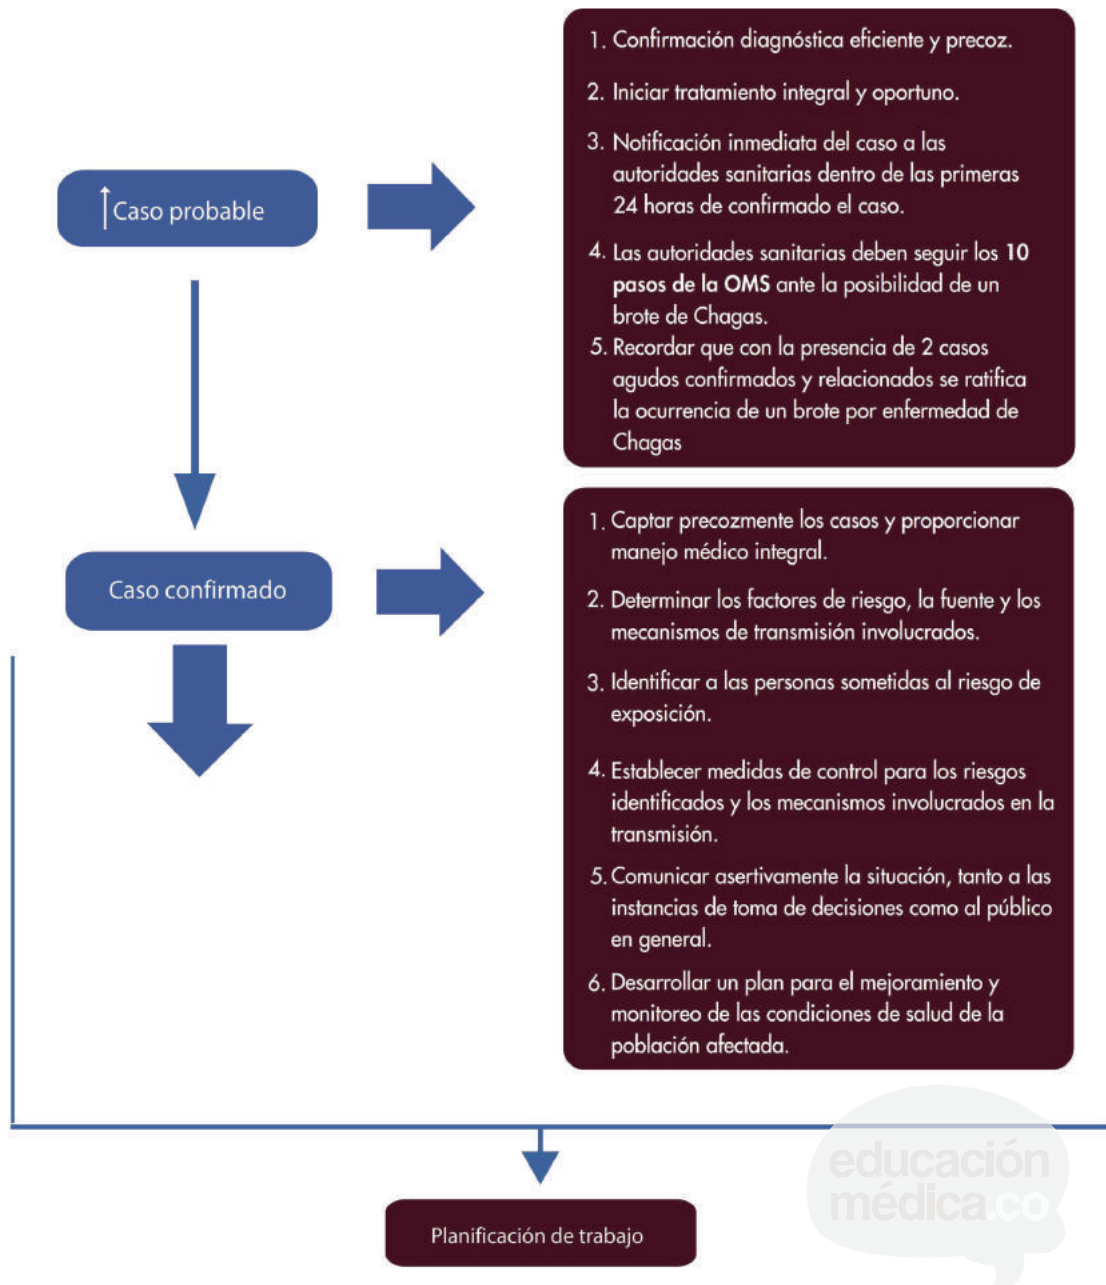 ↑Caso probable
1. Confirmación diagnóstica eficiente y precoz.
2. Iniciar tratamiento integral y oportuno.
3. Notificación inmediata del caso a las
autoridades sanitarias dentro de las primeras
24 horas de confirmado el caso.
4. Las autoridades sanitarias deben seguir los 10
pasos de la OMS ante la posibilidad de un
brote de Chagas.
5. Recordar que con la presencia de 2 casos
agudos confirmados y relacionados se ratifica
la ocurrencia de un brote por enfermedad de
Chagas
Caso confirmado
1. Captar precozmente los casos y proporcionar
manejo médico integral.
2. Determinar los factores de riesgo, la fuente y los
mecanismos de transmisión involucrados.
3. Identificar a las personas sometidas al riesgo de
exposición.
4. Establecer medidas de control para los riesgos
identificados y los mecanismos involucrados en la
transmisión.
5. Comunicar asertivamente la situación, tanto a las
instancias de toma de decisiones como al público
en general.
6. Desarrollar un plan para el mejoramiento y
monitoreo de las condiciones de salud de la
población afectada.
educación
médica.co
Planificación de trabajo